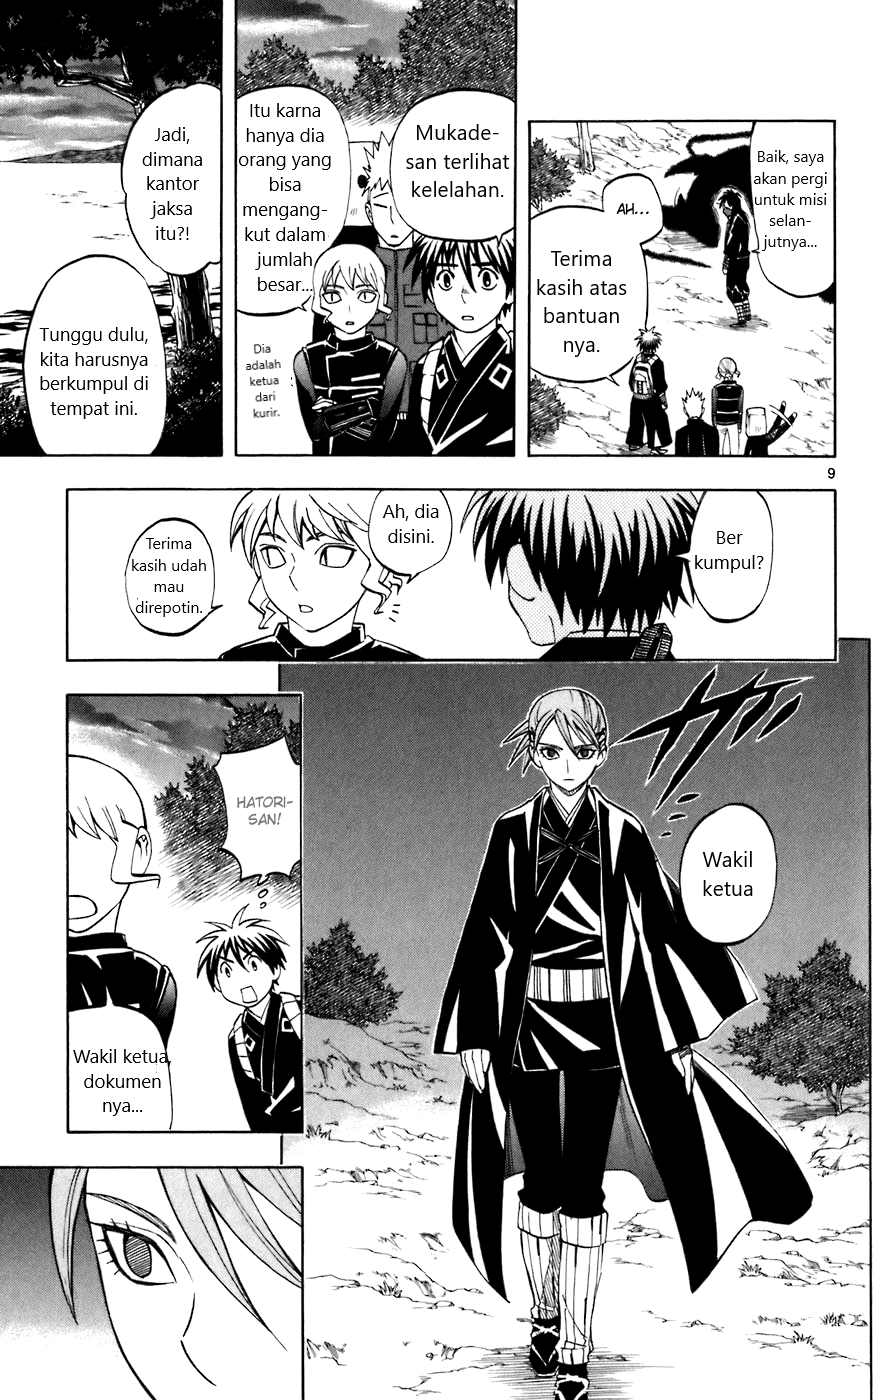 Baik, saya
akan pergi
untuk misi
selan-
jutnya...
AH...
Terima
kasih atas
bantuan
nya.
Mukade-
san terlihat
kelelahan.
Itu karna
hanya dia
orang yang
bisa
mengang-
kut dalam
jumlah
besar...
Dia
adalah
ketua
dari
kurir.
Jadi,
dimana
kantor
jaksa
itu?!
Tunggu dulu,
kita harusnya
berkumpul di
tempat ini.
9
Ber
kumpul?
Ah, dia
disini.
Terima
kasih udah
mau
direpotin.
ザッ
Wakil
ketua
HATORI-
SAN!
Wakil ketua,
dokumen
nya...